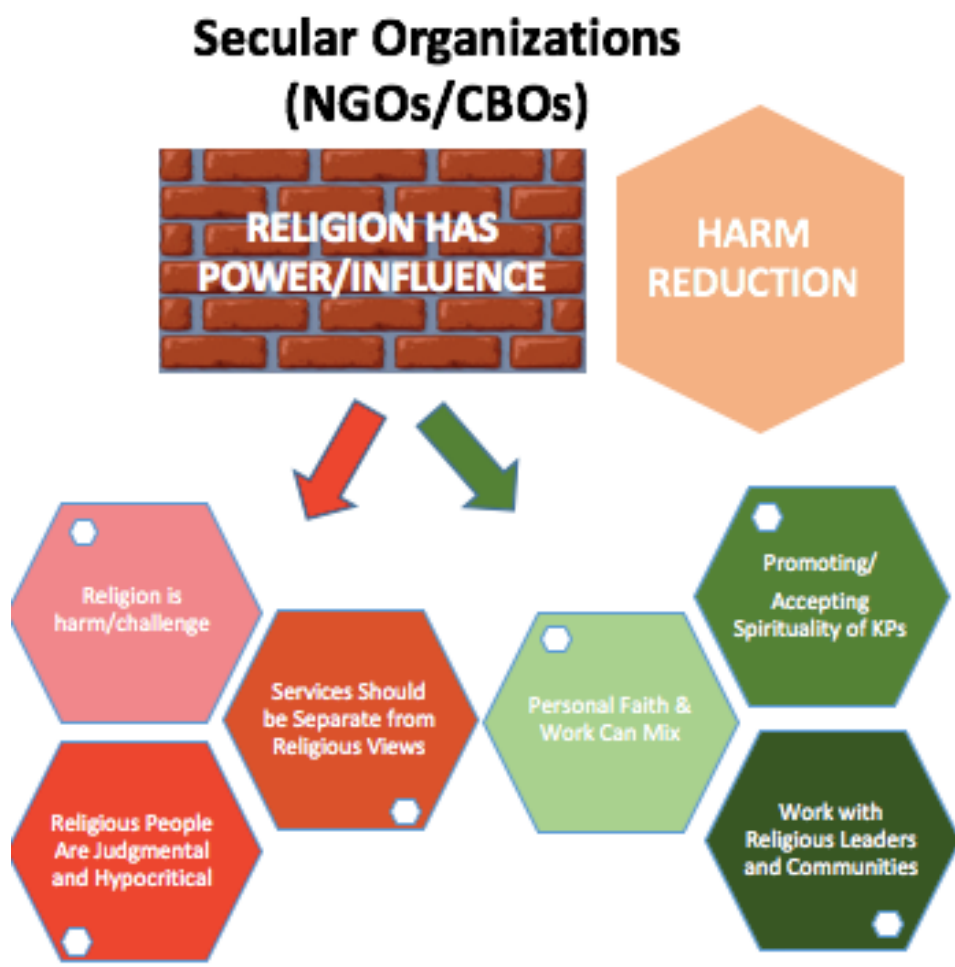 Secular Organizations
(NGOs/CBOs)
RELIGION HAS
POWER/INFLUENCE
HARM
REDUCTION
Religion is
harm/challenge
Services Should
be Separate from
Religious Views
Religious People
Are Judgmental
and Hypocritical
Personal Faith &
Work Can Mix
Promoting/
Accepting
Spirituality of KPs
Work with
Religious Leaders
and Communities